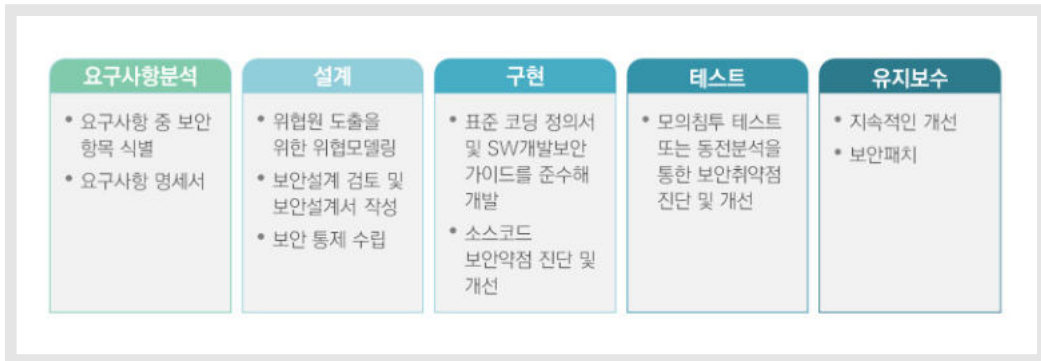 요구사항분석
• 요구사항 중 보안
항목 식별
• 요구사항 명세서
설계
• 위협원 도출을
위한 위협모델링
• 보안설계 검토 및
보안설계서 작성
• 보안 통제 수립
구현
• 표준 코딩 정의서
및 SW개발보안
가이드를 준수해
개발
• 소스코드
보안약점 진단 및
개선
테스트
• 모의침투 테스트
또는 동전분석을
통한 보안취약점
진단 및 개선
유지보수
• 지속적인 개선
• 보안패치